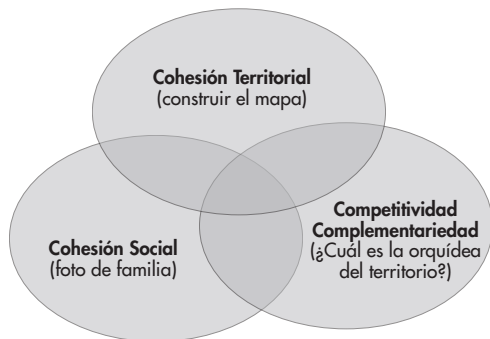 Cohesión Territorial
(construir el mapa)
Cohesión Social
(foto de familia)
Competitividad
Complementariedad
(¿Cuál es la orquídea
del territorio?)